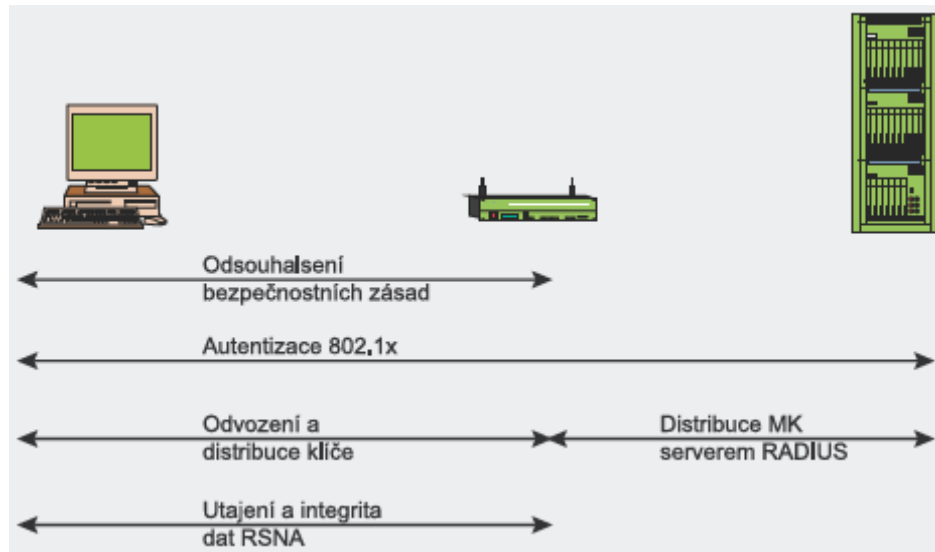 Odsouhalsení
bezpečnostních zásad
Autentizace 802.1x
Odvození a
distribuce klíče
Distribuce MK
serverem RADIUS
Utajení a integrita
dat RSNA